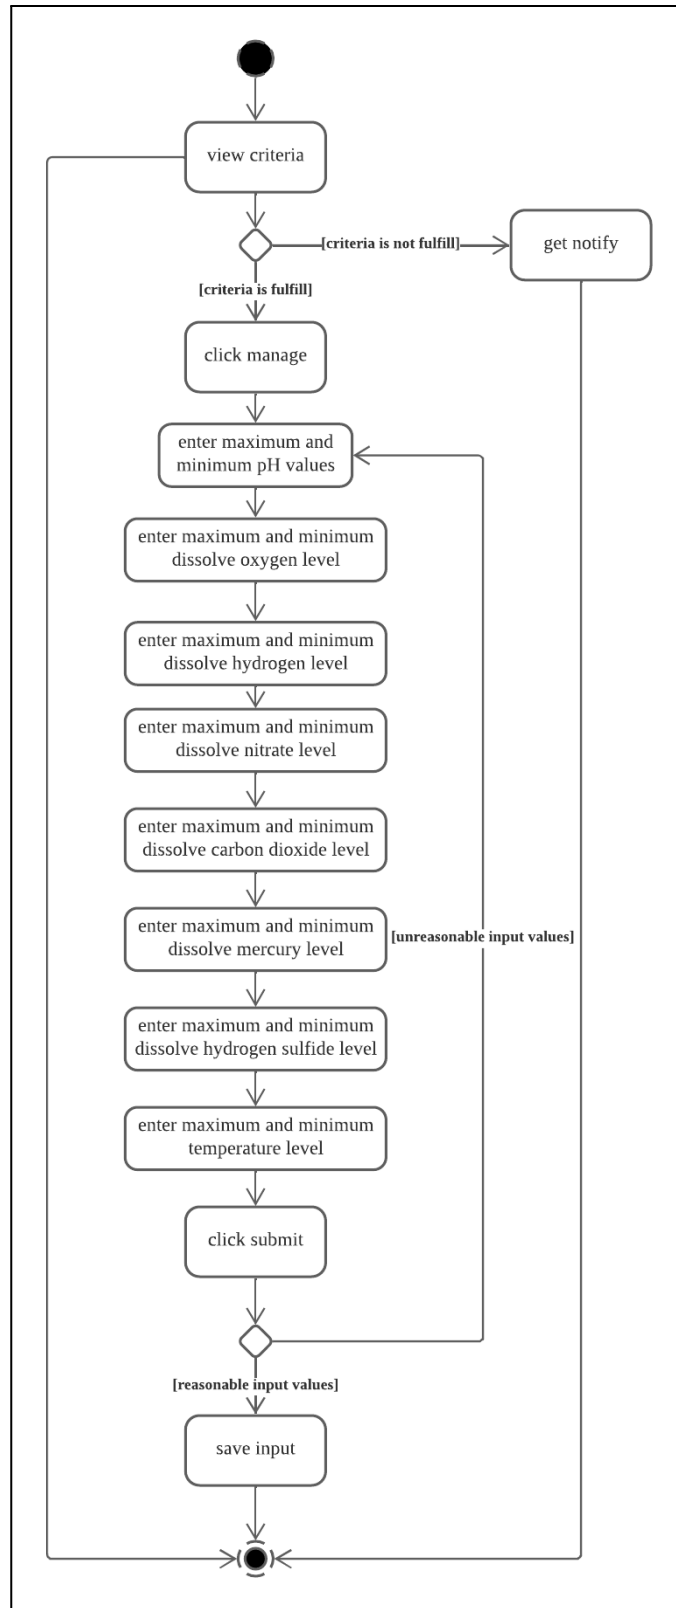 view criteria
[criteria is not fulfill]
get notify
[criteria is fulfill]
click manage
enter maximum and
minimum pH values
enter maximum and minimum
dissolve oxygen level
enter maximum and minimum
dissolve hydrogen level
enter maximum and minimum
dissolve nitrate level
enter maximum and minimum
dissolve carbon dioxide level
enter maximum and minimum
dissolve mercury level
[unreasonable input values]
enter maximum and minimum
dissolve hydrogen sulfide level
enter maximum and minimum
temperature level
click submit
[reasonable input values]
save input